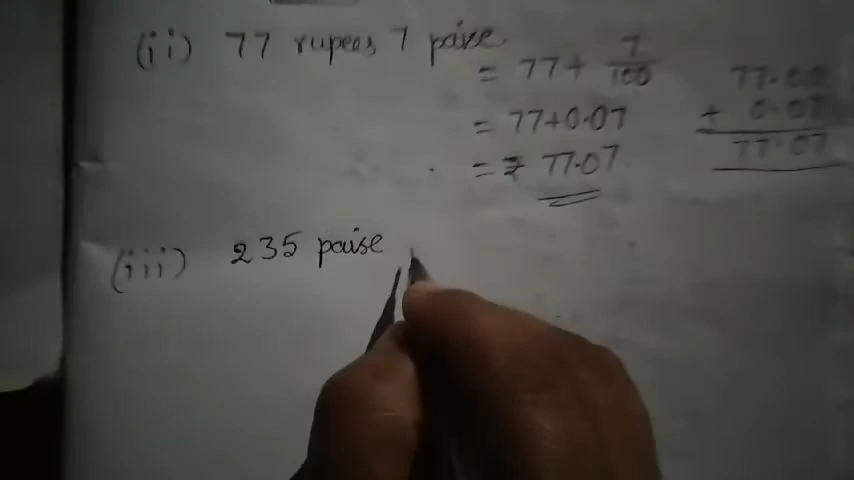 (ii) 77 rupees 7 paise
= 77 + 7/100
= 77+0.07
= ₹ 77.07
77.00
+ 0.07
77.07
(iii) 235 paise